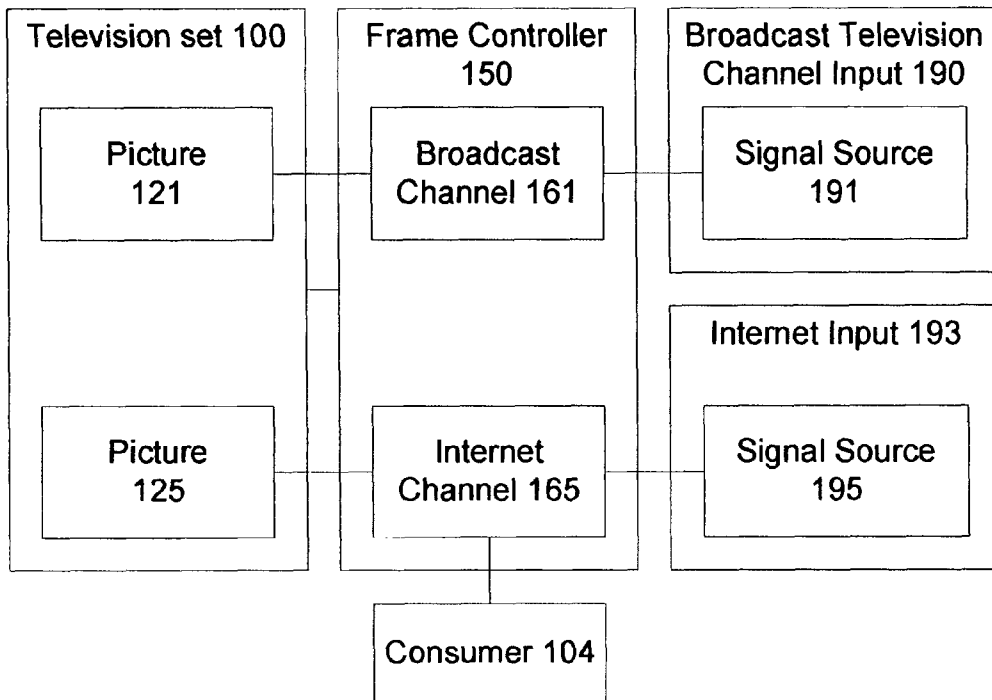 Television set 100
Picture
121
Picture
125
Frame Controller
150
Broadcast
Channel 161
Internet
Channel 165
Broadcast Television
Channel Input 190
Signal Source
191
Internet Input 193
Signal Source
195
Consumer 104